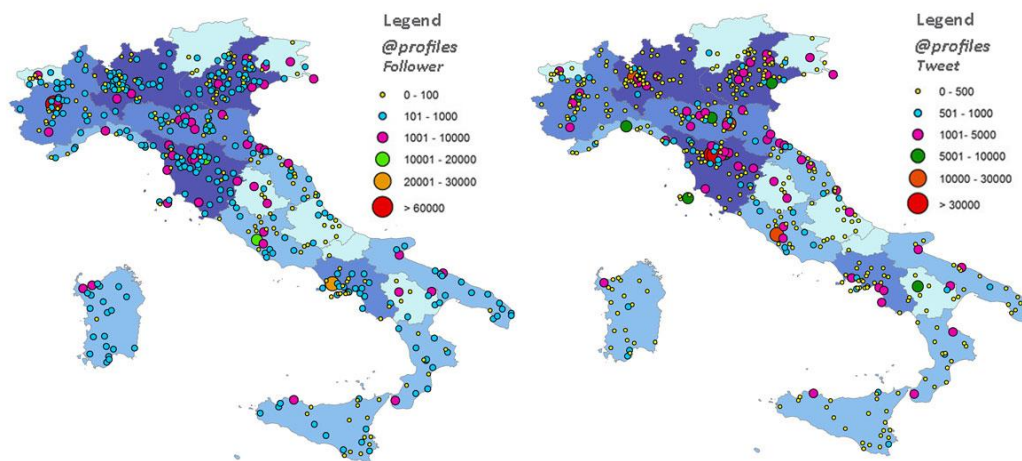 Legend
@profiles
Follower
0 - 100
101 - 1000
1001 - 10000
10001 - 20000
20001 - 30000
> 60000
Legend
@profiles
Tweet
0 - 500
501 - 1000
1001 - 5000
5001 - 10000
10000 - 30000
> 30000